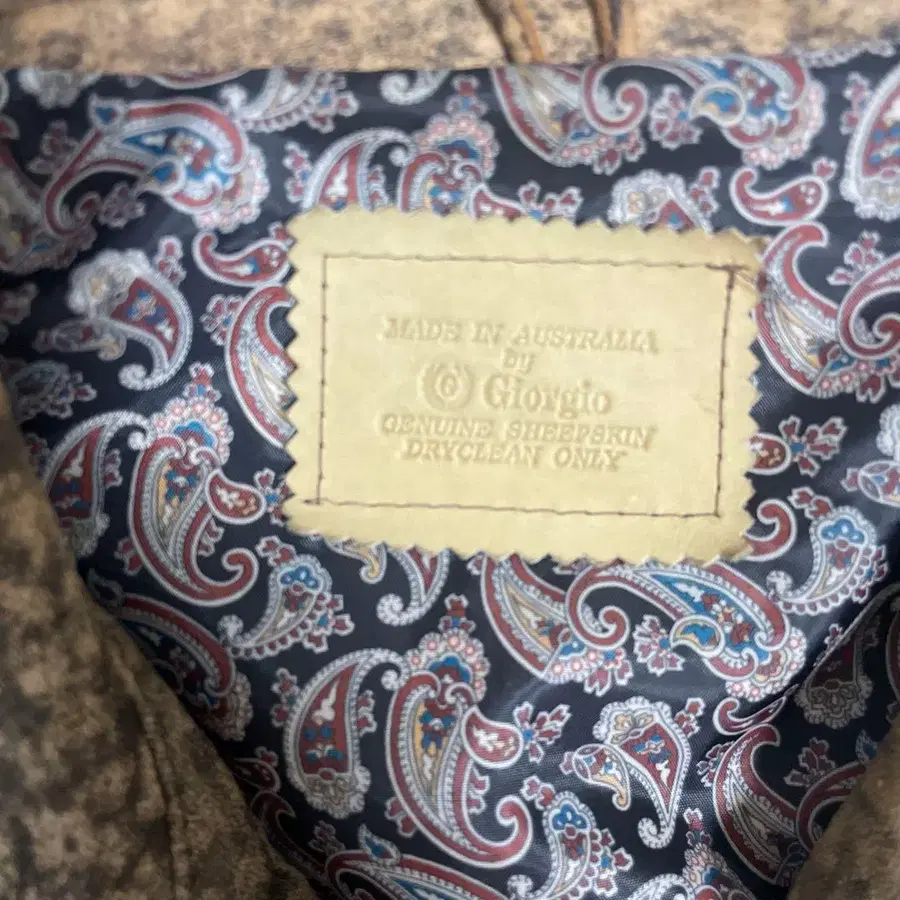 MADE IN AUSTRALIA
by
G Giorgio
GENUINE SHEEPSKIN
DRYCLEAN ONLY